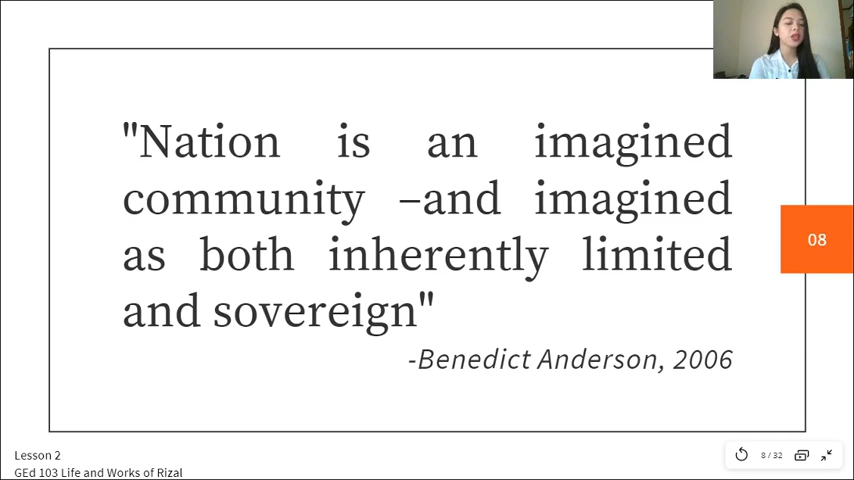 "Nation is an imagined
community –and imagined
as both inherently limited
and sovereign"
-Benedict Anderson, 2006
08
Lesson 2
GEd 103 Life and Works of Rizal
8 / 32